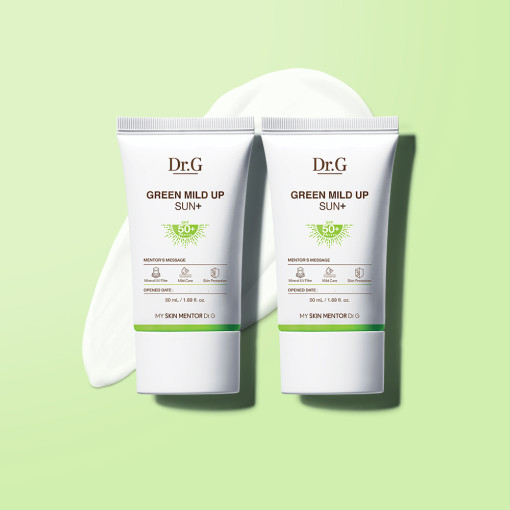 Dr.G
GREEN MILD UP
SUN+
SPF
50+
MENTOR'S MESSAGE
Mineral UV Filter Mild Care Skin Protection
OPENED DATE:
50 mL / 1.69 fl. oz.
MY SKIN MENTOR Dr.G
Dr.G
GREEN MILD UP
SUN+
SPF
50+
MENTOR'S MESSAGE
Mineral UV Filter Mild Care Skin Protection
OPENED DATE:
50 mL / 1.69 fl. oz.
MY SKIN MENTOR Dr.G